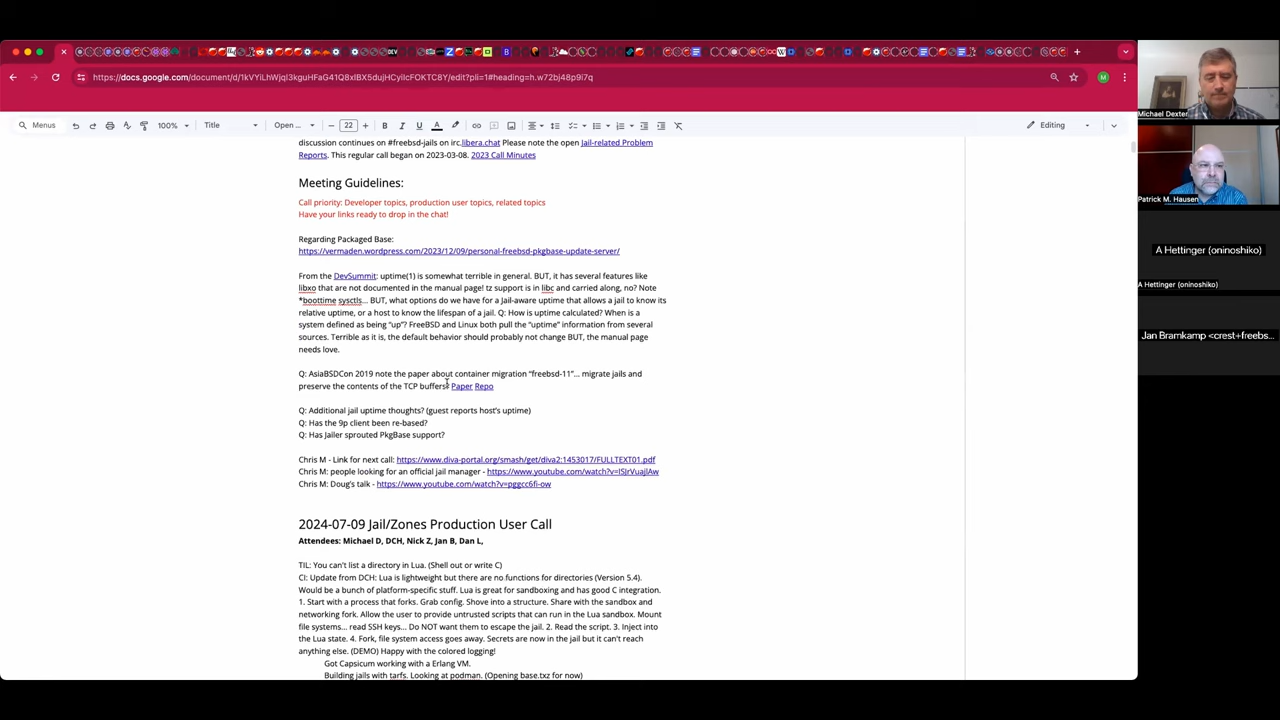 https://docs.google.com/document/d/1kVYiLhWjqI3kguHFaG41Q8xIBX5dujHCyiIcFOKTC8Y/edit?pli=1#heading=h.w72bj48p9i7q
M
Menus
100%
Title
Open ...
22
Editing
discussion continues on #freebsd-jails on irc.libera.chat Please note the open Jail-related Problem
Reports. This regular call began on 2023-03-08. 2023 Call Minutes
Meeting Guidelines:
Call priority: Developer topics, production user topics, related topics
Have your links ready to drop in the chat!
Regarding Packaged Base:
https://vermaden.wordpress.com/2023/12/09/personal-freebsd-pkgbase-update-server/
From the DevSummit: uptime(1) is somewhat terrible in general. BUT, it has several features like
libxo that are not documented in the manual page! tz support is in libc and carried along, no? Note
*boottime sysctls... BUT, what options do we have for a Jail-aware uptime that allows a jail to know its
relative uptime, or a host to know the lifespan of a jail. Q: How is uptime calculated? When is a
system defined as being “up”? FreeBSD and Linux both pull the “uptime” information from several
sources. Terrible as it is, the default behavior should probably not change BUT, the manual page
needs love.
Q: AsiaBSDCon 2019 note the paper about container migration “freebsd-11”... migrate jails and
preserve the contents of the TCP buffers! Paper Repo
Q: Additional jail uptime thoughts? (guest reports host’s uptime)
Q: Has the 9p client been re-based?
Q: Has Jailer sprouted PkgBase support?
Chris M - Link for next call: https://www.diva-portal.org/smash/get/diva2:1453017/FULLTEXT01.pdf
Chris M: people looking for an official jail manager - https://www.youtube.com/watch?v=ISJrVuajlAw
Chris M: Doug’s talk - https://www.youtube.com/watch?v=pggcc6fi-ow
2024-07-09 Jail/Zones Production User Call
Attendees: Michael D, DCH, Nick Z, Jan B, Dan L,
TIL: You can’t list a directory in Lua. (Shell out or write C)
CI: Update from DCH: Lua is lightweight but there are no functions for directories (Version 5.4).
Would be a bunch of platform-specific stuff. Lua is great for sandboxing and has good C integration.
1. Start with a process that forks. Grab config. Shove into a structure. Share with the sandbox and
networking fork. Allow the user to provide untrusted scripts that can run in the Lua sandbox. Mount
file systems... read SSH keys... Do NOT want them to escape the jail. 2. Read the script. 3. Inject into
the Lua state. 4. Fork, file system access goes away. Secrets are now in the jail but it can’t reach
anything else. (DEMO) Happy with the colored logging!
Got Capsicum working with a Erlang VM.
Building jails with tarfs. Looking at podman. (Opening base.txz for now)
Michael Dexter
Patrick M. Hausen
A Hettinger (oninoshiko)
A Hettinger (oninoshiko)
Jan Bramkamp <crest+freebs...